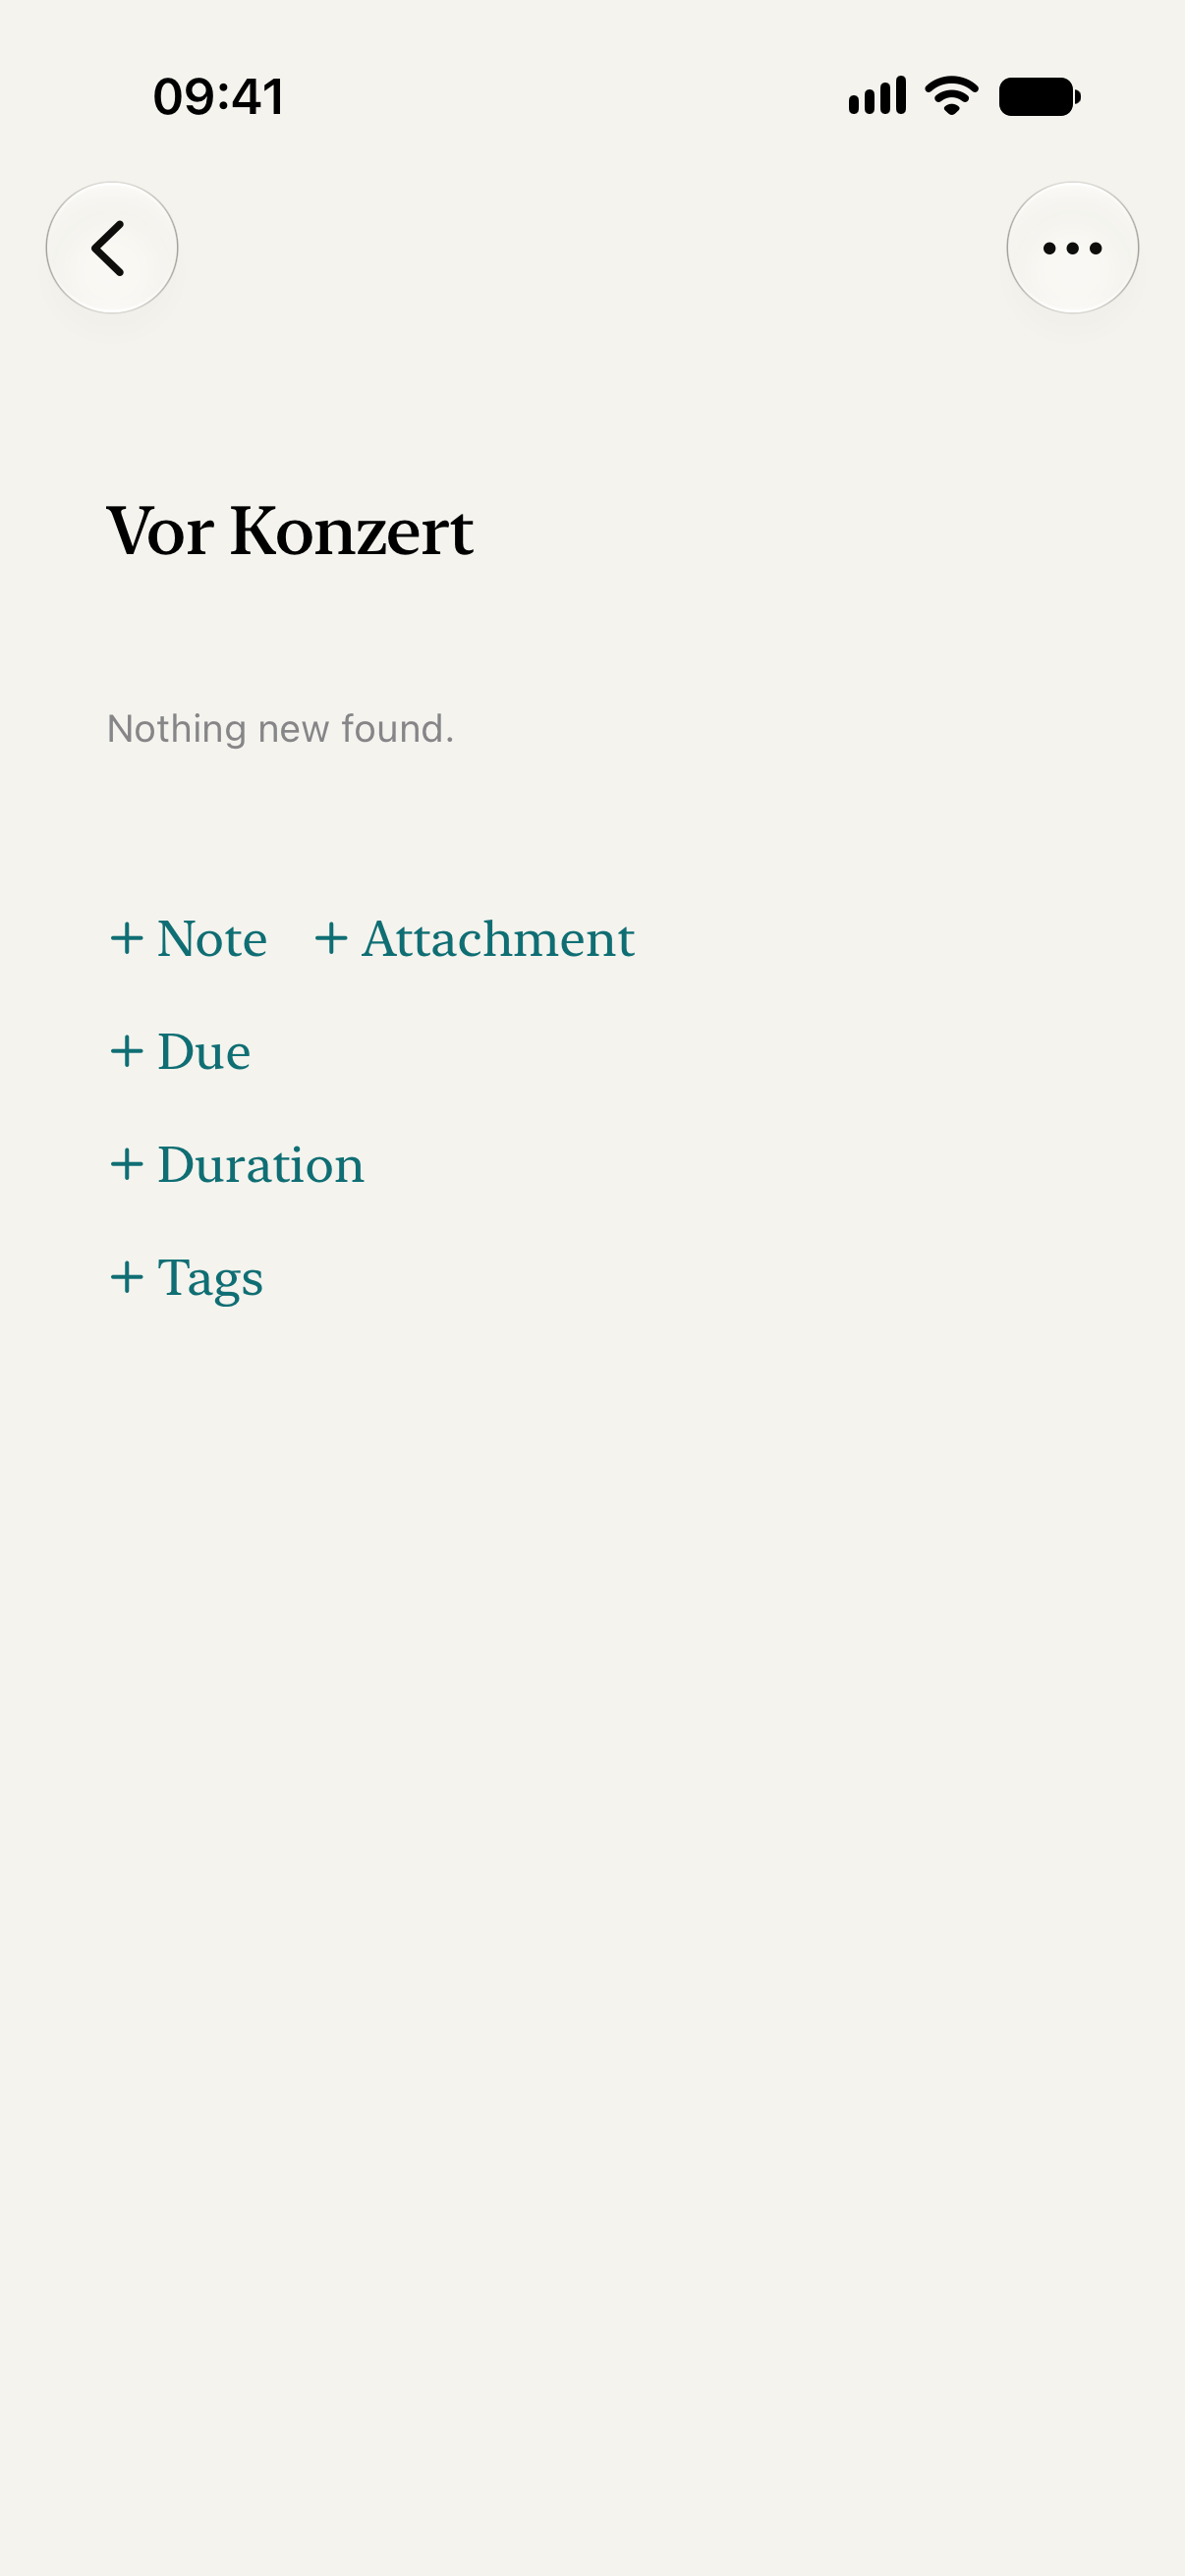 09:41
Vor Konzert
Nothing new found.
+ Note + Attachment
+ Due
+ Duration
+ Tags